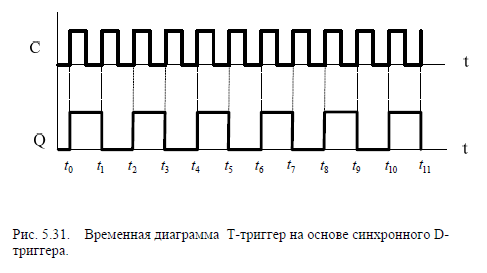 C
t
Q
t
t0 t1 t2 t3 t4 t5 t6 t7 t8 t9 t10 t11
Рис. 5.31. Временная диаграмма Т-триггер на основе синхронного D-
триггера.